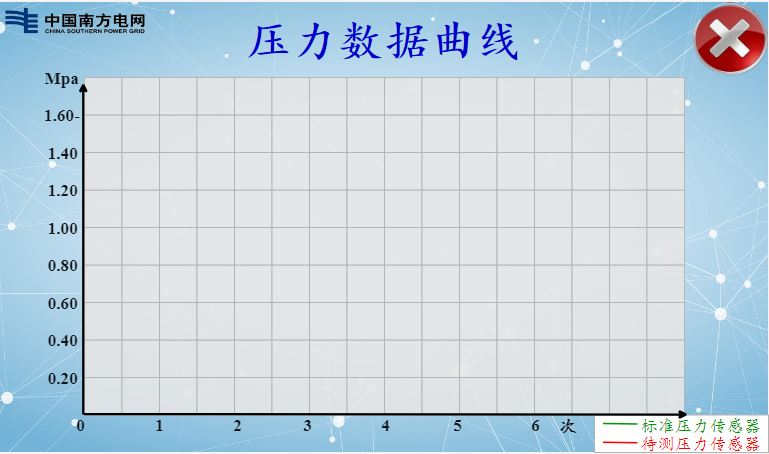 中国南方电网
CHINA SOUTHERN POWER GRID
压力数据曲线
Mpa
1.60-
1.40
1.20
1.00
0.80
0.60
0.40
0.20
0 1 2 3 4 5 6 次
标准压力传感器
待测压力传感器